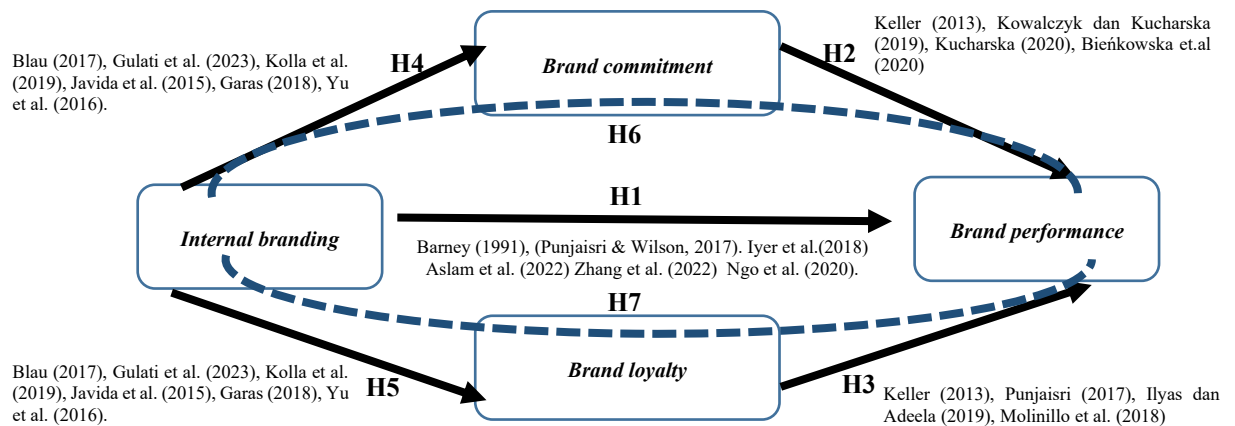 Keller (2013), Kowalczyk dan Kucharska
(2019), Kucharska (2020), Bieńkowska et.al
(2020)
Blau (2017), Gulati et al. (2023), Kolla et al.
(2019), Javida et al. (2015), Garas (2018), Yu
et al. (2016).
H4
Brand commitment
H2
H6
H1
Internal branding
Brand performance
Barney (1991), (Punjaisri & Wilson, 2017). Iyer et al.(2018)
Aslam et al. (2022) Zhang et al. (2022) Ngo et al. (2020).
H7
Blau (2017), Gulati et al. (2023), Kolla et al.
(2019), Javida et al. (2015), Garas (2018), Yu
et al. (2016).
H5
Brand loyalty
H3
Keller (2013), Punjaisri (2017), Ilyas dan
Adeela (2019), Molinillo et al. (2018)